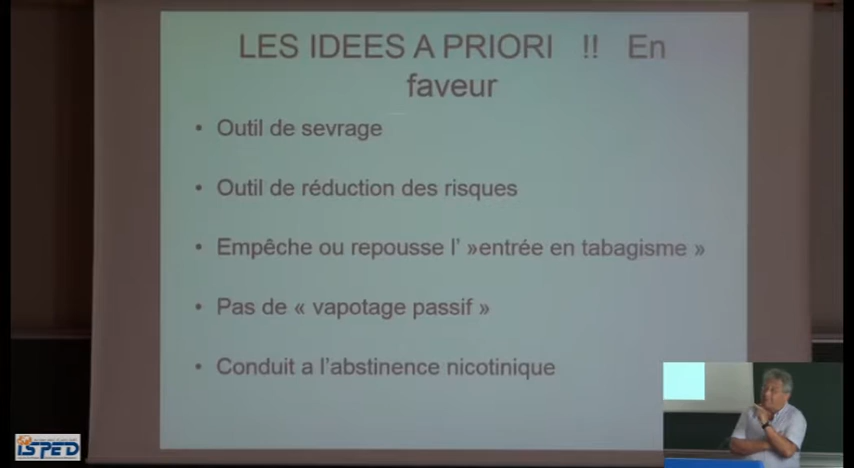 LES IDEES A PRIORI !! En
faveur
• Outil de sevrage
• Outil de réduction des risques
• Empêche ou repousse l' »entrée en tabagisme »
• Pas de « vapotage passif »
• Conduit a l'abstinence nicotinique
ISPED